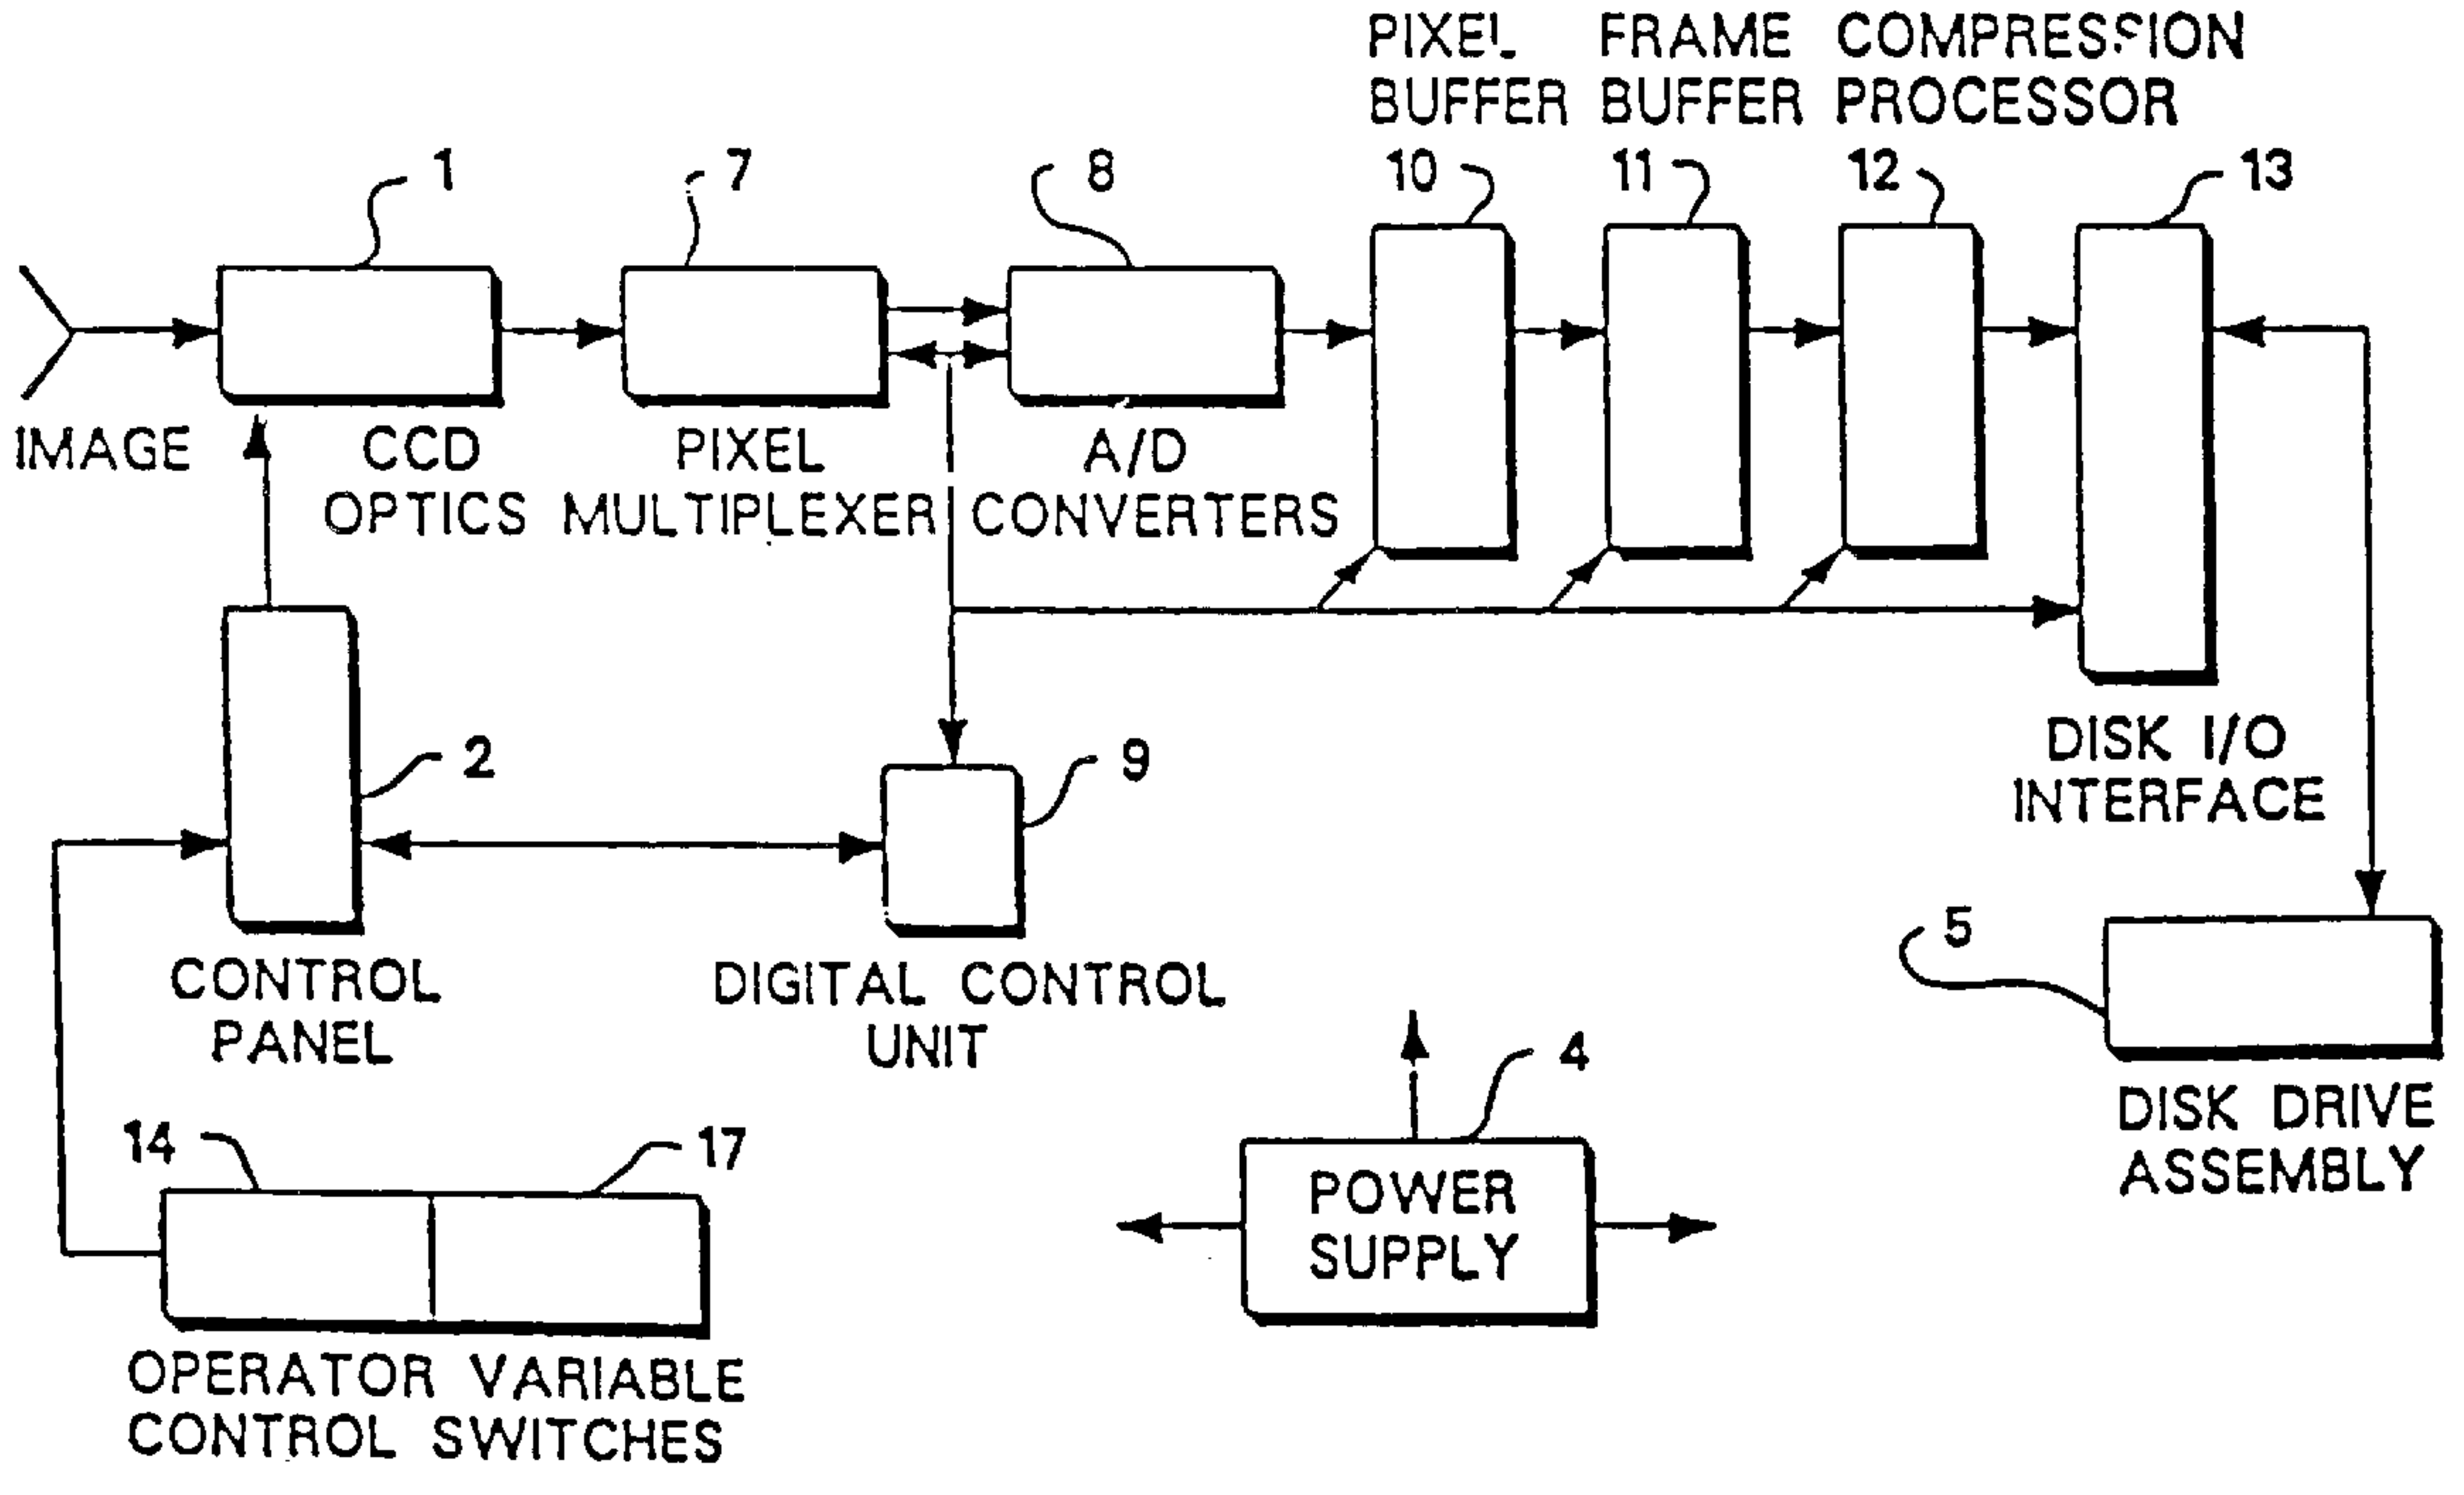 PIXEL FRAME COMPRESSION
BUFFER BUFFER PROCESSOR
1 7 8 10 11 12 13
IMAGE CCD PIXEL A/D
OPTICS MULTIPLEXER CONVERTERS
DISK I/O
INTERFACE
2 9
5
CONTROL
PANEL
DIGITAL CONTROL
UNIT
4
DISK DRIVE
ASSEMBLY
14 17
POWER
SUPPLY
OPERATOR VARIABLE
CONTROL SWITCHES